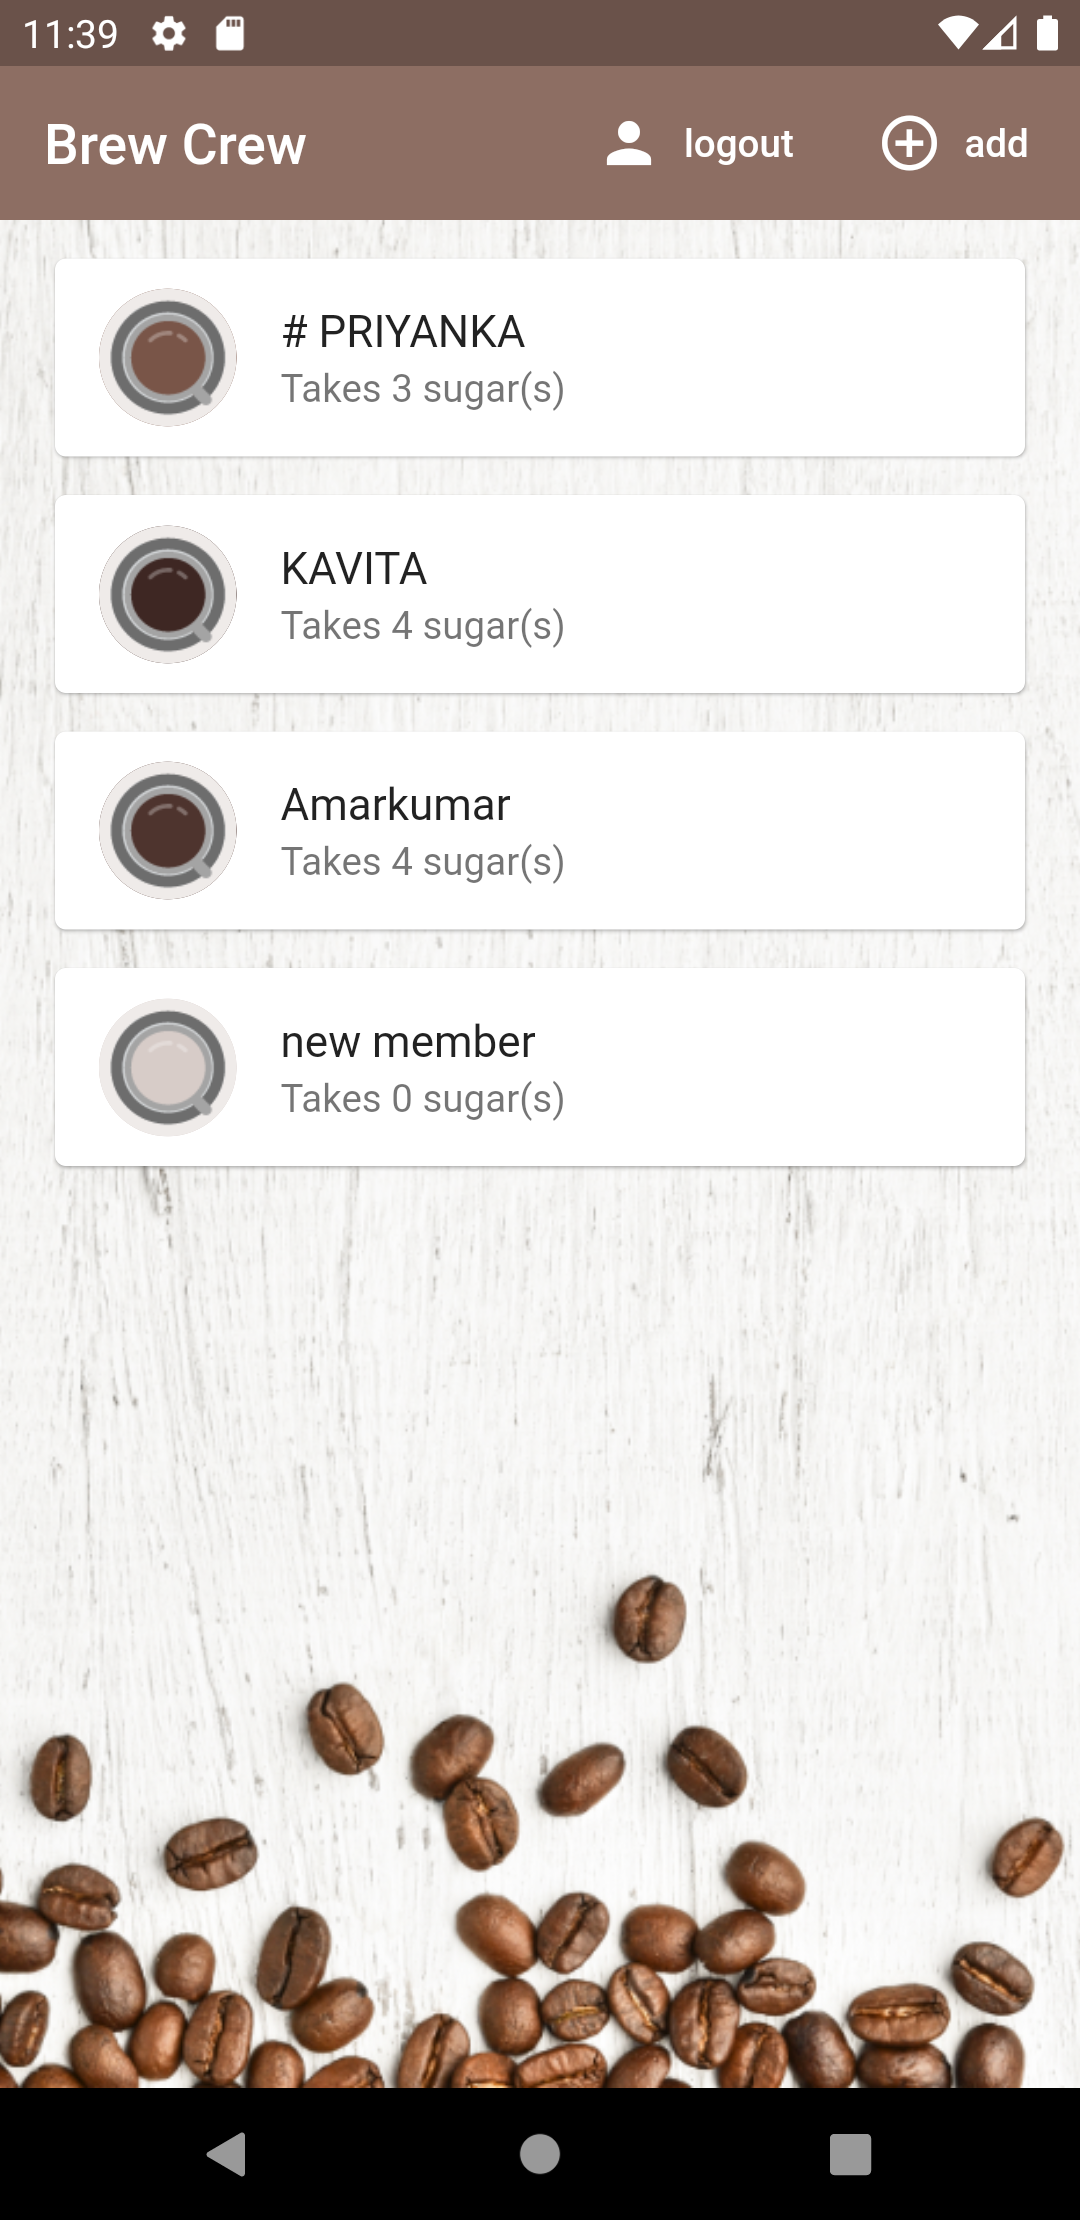 11:39
Brew Crew
logout
add
# PRIYANKA
Takes 3 sugar(s)
KAVITA
Takes 4 sugar(s)
Amarkumar
Takes 4 sugar(s)
new member
Takes 0 sugar(s)